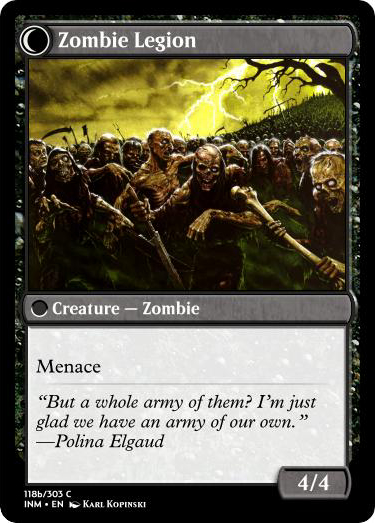 Zombie Legion
Creature — Zombie
Menace
“But a whole army of them? I'm just
glad we have an army of our own.”
—Polina Elgaud
4/4
118b/303 C
INM • EN Karl Kopinski